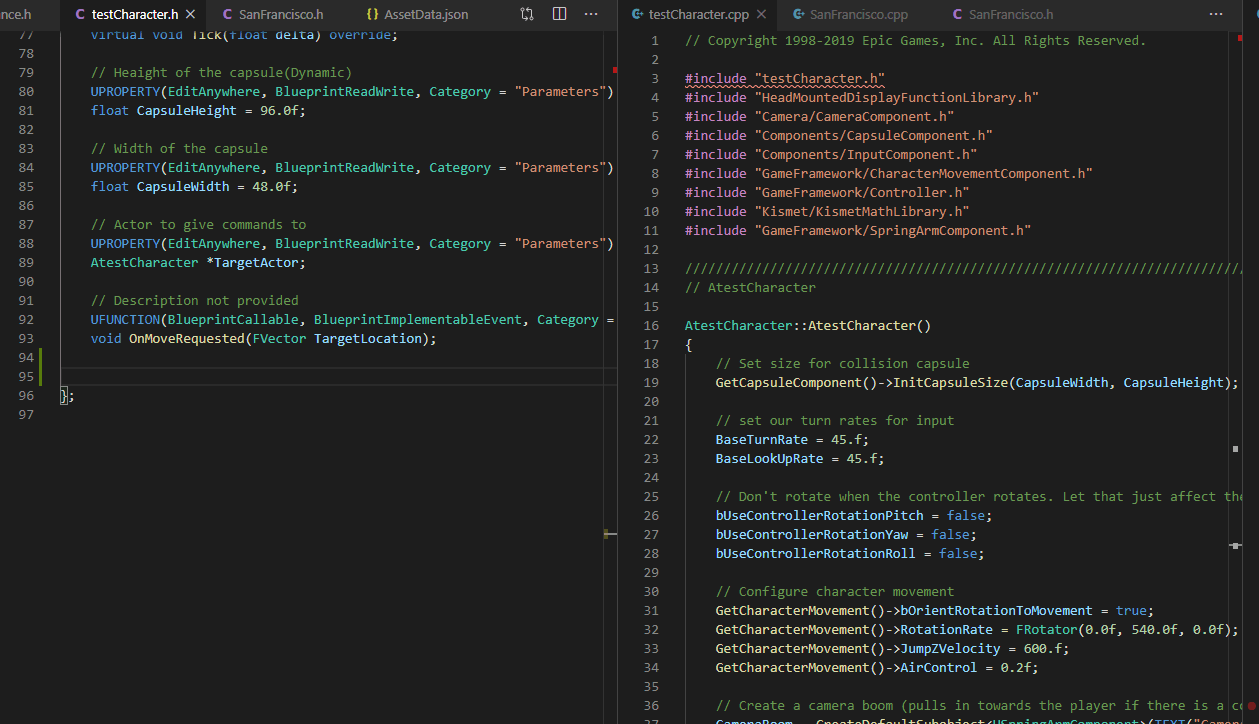 nce.h
testCharacter.h
SanFrancisco.h
{} AssetData.json
77 virtual void Tick(float delta) override;
78
79 // Heaight of the capsule(Dynamic)
80 UPROPERTY(EditAnywhere, BlueprintReadWrite, Category = "Parameters")
81 float CapsuleHeight = 96.0f;
82
83 // Width of the capsule
84 UPROPERTY(EditAnywhere, BlueprintReadWrite, Category = "Parameters")
85 float CapsuleWidth = 48.0f;
86
87 // Actor to give commands to
88 UPROPERTY(EditAnywhere, BlueprintReadWrite, Category = "Parameters")
89 AtestCharacter *TargetActor;
90
91 // Description not provided
92 UFUNCTION(BlueprintCallable, BlueprintImplementableEvent, Category =
93 void OnMoveRequested(FVector TargetLocation);
94
95
96 };
97
testCharacter.cpp
SanFrancisco.cpp
SanFrancisco.h
1 // Copyright 1998-2019 Epic Games, Inc. All Rights Reserved.
2
3 #include "testCharacter.h"
4 #include "HeadMountedDisplayFunctionLibrary.h"
5 #include "Camera/CameraComponent.h"
6 #include "Components/CapsuleComponent.h"
7 #include "Components/InputComponent.h"
8 #include "GameFramework/CharacterMovementComponent.h"
9 #include "GameFramework/Controller.h"
10 #include "Kismet/KismetMathLibrary.h"
11 #include "GameFramework/SpringArmComponent.h"
12
13 //////////////////////////////////////////////////////////////////////////
14 // AtestCharacter
15
16 AtestCharacter::AtestCharacter()
17 {
18 // Set size for collision capsule
19 GetCapsuleComponent()->InitCapsuleSize(CapsuleWidth, CapsuleHeight);
20
21 // set our turn rates for input
22 BaseTurnRate = 45.f;
23 BaseLookUpRate = 45.f;
24
25 // Don't rotate when the controller rotates. Let that just affect the
26 bUseControllerRotationPitch = false;
27 bUseControllerRotationYaw = false;
28 bUseControllerRotationRoll = false;
29
30 // Configure character movement
31 GetCharacterMovement()->bOrientRotationToMovement = true;
32 GetCharacterMovement()->RotationRate = FRotator(0.0f, 540.0f, 0.0f);
33 GetCharacterMovement()->JumpZVelocity = 600.f;
34 GetCharacterMovement()->AirControl = 0.2f;
35
36 // Create a camera boom (pulls in towards the player if there is a
37 CameraBoom = CreateDefaultSubobject<USpringArmComponent>(TEXT("Camer